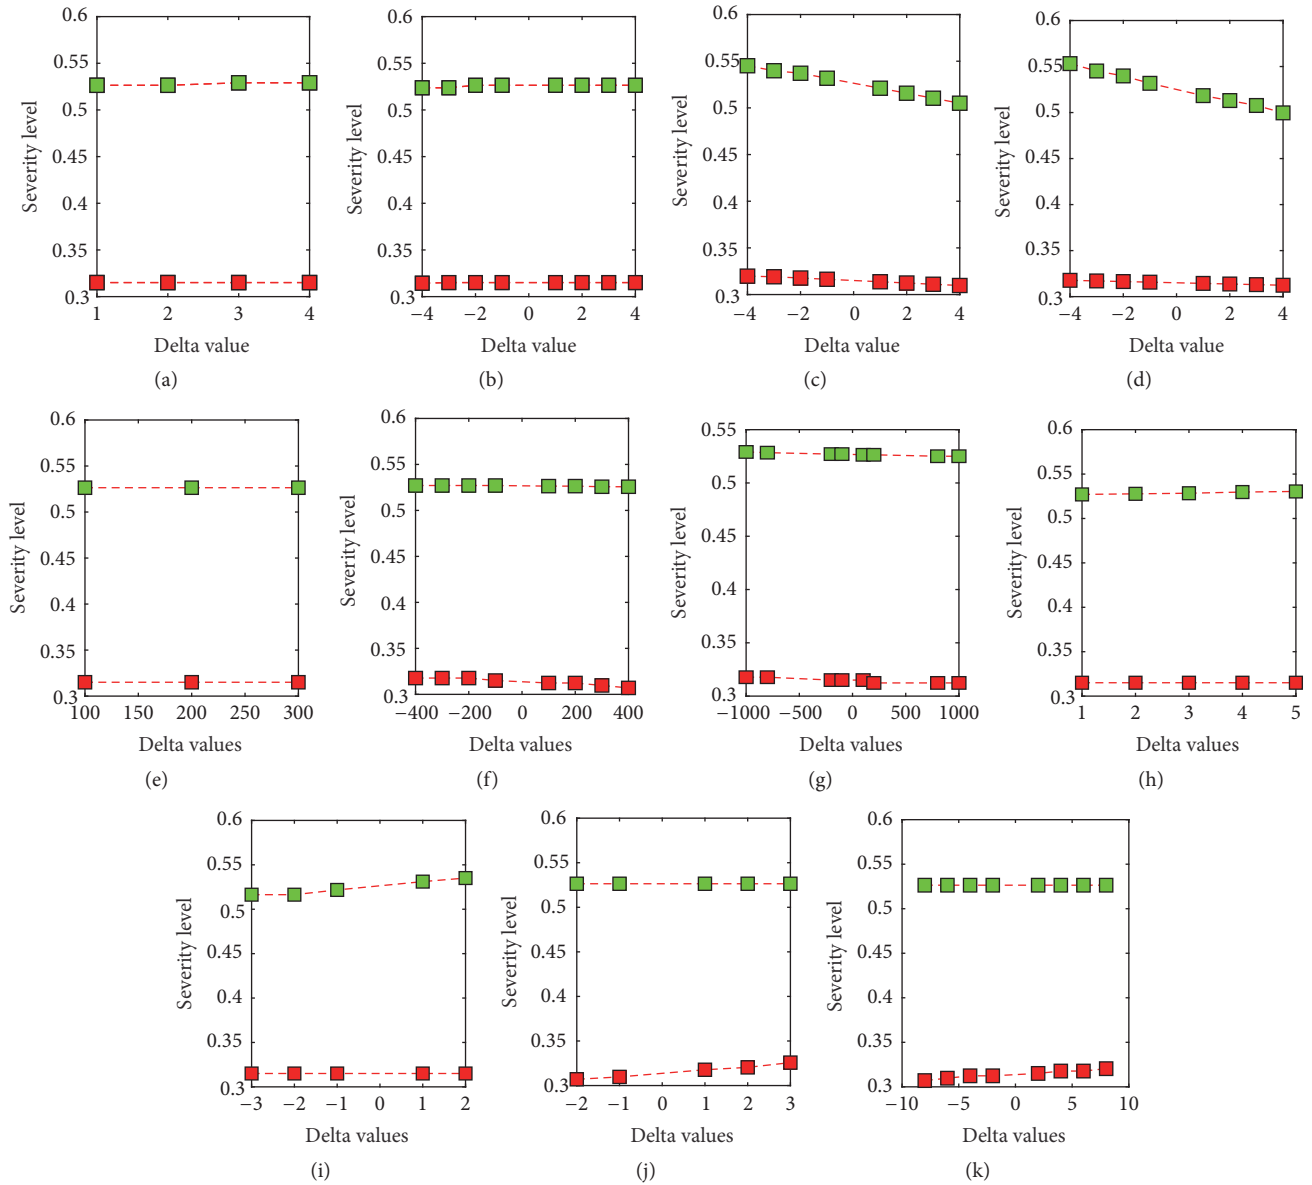 0.6 0.6 0.6 0.6
0.55 0.55 0.55 0.55
0.5 0.5 0.5 0.5
0.45 0.45 0.45 0.45
0.4 0.4 0.4 0.4
0.35 0.35 0.35 0.35
0.3 0.3 0.3 0.3
Severity level Severity level Severity level Severity level
1 2 3 4 −4 −2 0 2 4 −4 −2 0 2 4 −4 −2 0 2 4
Delta value Delta value Delta value Delta value
(a) (b) (c) (d)
0.6 0.6 0.55 0.6
0.55 0.55 0.5 0.55
0.5 0.5 0.45 0.5
0.45 0.45 0.4 0.45
0.4 0.4 0.35 0.4
0.35 0.35 0.3 0.35
0.3 0.3 0.3
Severity level Severity level Severity level Severity level
100 150 200 250 300 −400 −200 0 200 400 −1000 −500 0 500 1000 1 2 3 4 5
Delta values Delta values Delta values Delta values
(e) (f) (g) (h)
0.6 0.6 0.6
0.55 0.55 0.55
0.5 0.5 0.5
0.45 0.45 0.45
0.4 0.4 0.4
0.35 0.35 0.35
0.3 0.3 0.3
Severity level Severity level Severity level
−3 −2 −1 0 1 2 −2 −1 0 1 2 3 −10 −5 0 5 10
Delta values Delta values Delta values
(i) (j) (k)